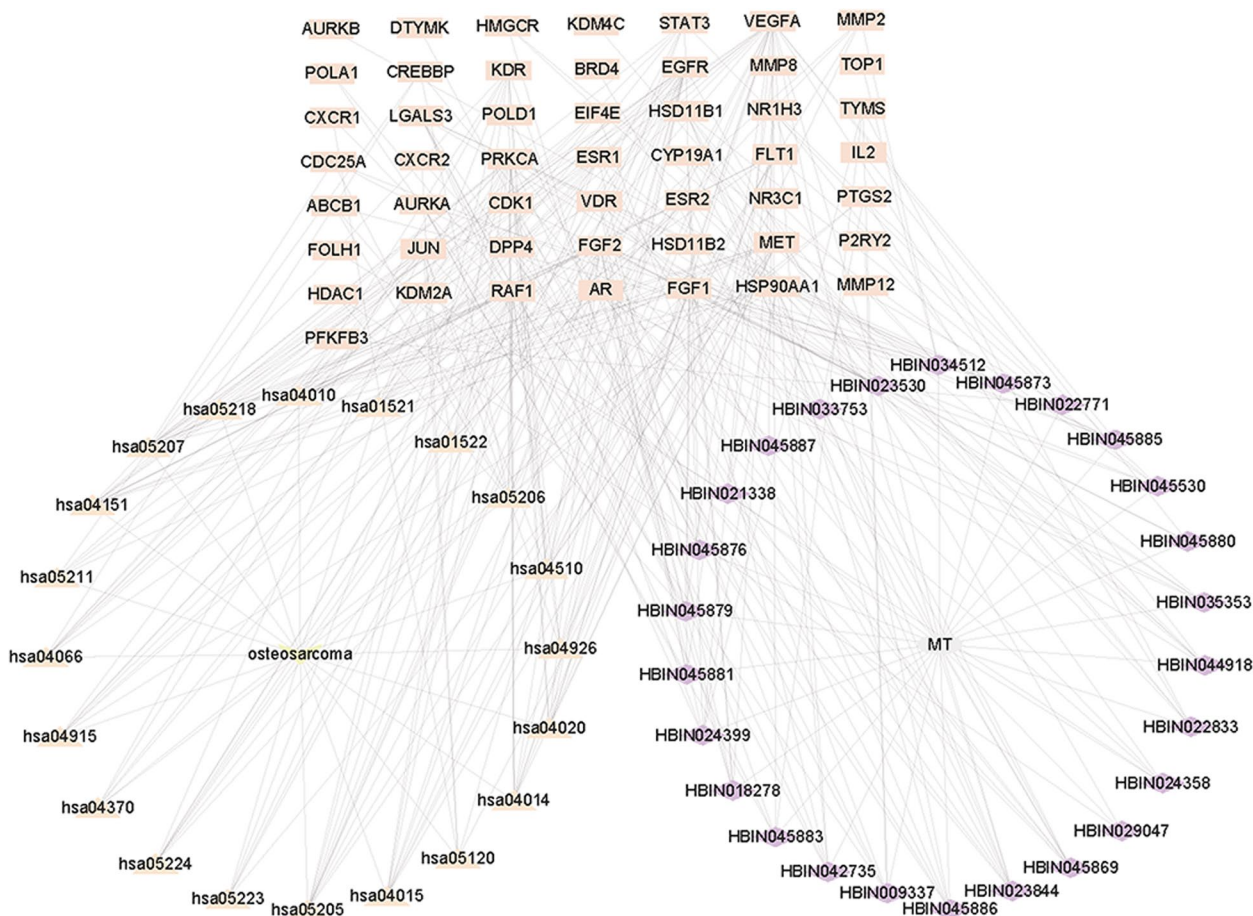 AURKB DTYMK HMGCR KDM4C STAT3 VEGFA MMP2
POLA1 CREBBP KDR BRD4 EGFR MMP8 TOP1
CXCR1 LGALS3 POLD1 EIF4E HSD11B1 NR1H3 TYMS
CDC25A CXCR2 PRKCA ESR1 CYP19A1 FLT1 IL2
ABCB1 AURKA CDK1 VDR ESR2 NR3C1 PTGS2
FOLH1 JUN DPP4 FGF2 HSD11B2 MET P2RY2
HDAC1 KDM2A RAF1 AR FGF1 HSP90AA1 MMP12
PFKFB3
hsa04010
hsa05218
hsa01521
hsa05207
hsa01522
hsa04151
hsa05206
hsa05211
hsa04510
hsa04066
osteosarcoma
hsa04926
hsa04915
hsa04020
hsa04370
hsa04014
hsa05224
hsa05120
hsa05223
hsa04015
hsa05205
HBIN034512
HBIN023530
HBIN045873
HBIN033753
HBIN022771
HBIN045887
HBIN045885
HBIN021338
HBIN045530
HBIN045876
HBIN045880
HBIN045879
HBIN035353
MT
HBIN045881
HBIN044918
HBIN024399
HBIN022833
HBIN018278
HBIN024358
HBIN045883
HBIN029047
HBIN042735
HBIN045869
HBIN009337
HBIN023844
HBIN045886